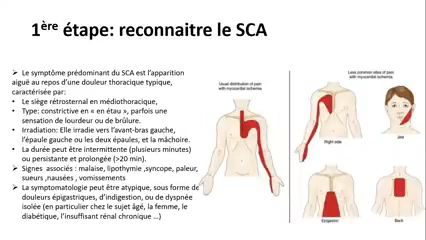 1ère étape: reconnaitre le SCA
➢ Le symptôme prédominant du SCA est l'apparition
aiguë au repos d'une douleur thoracique typique,
caractérisée par:
• Le siège rétrosternal en médiothoracique,
• Type: constrictive en « en étau », parfois une
sensation de lourdeur ou de brûlure.
• Irradiation: Elle irradie vers l'avant-bras gauche,
l'épaule gauche ou les deux épaules, et la mâchoire.
• La durée peut être intermittente (plusieurs minutes)
ou persistante et prolongée (>20 min).
➢ Signes associés : malaise, lipothymie ,syncope, paleur,
sueurs ,nausées , vomissements
➢ La symptomatologie peut être atypique, sous forme de
douleurs épigastriques, d'indigestion, ou de dyspnée
isolée (en particulier chez le sujet âgé, la femme, le
diabétique, l'insuffisant rénal chronique ...)
Usual distribution of pain
with myocardial ischemia
Less common sites of pain
with myocardial ischemia
Right side
Jaw
Epigastrium
Back